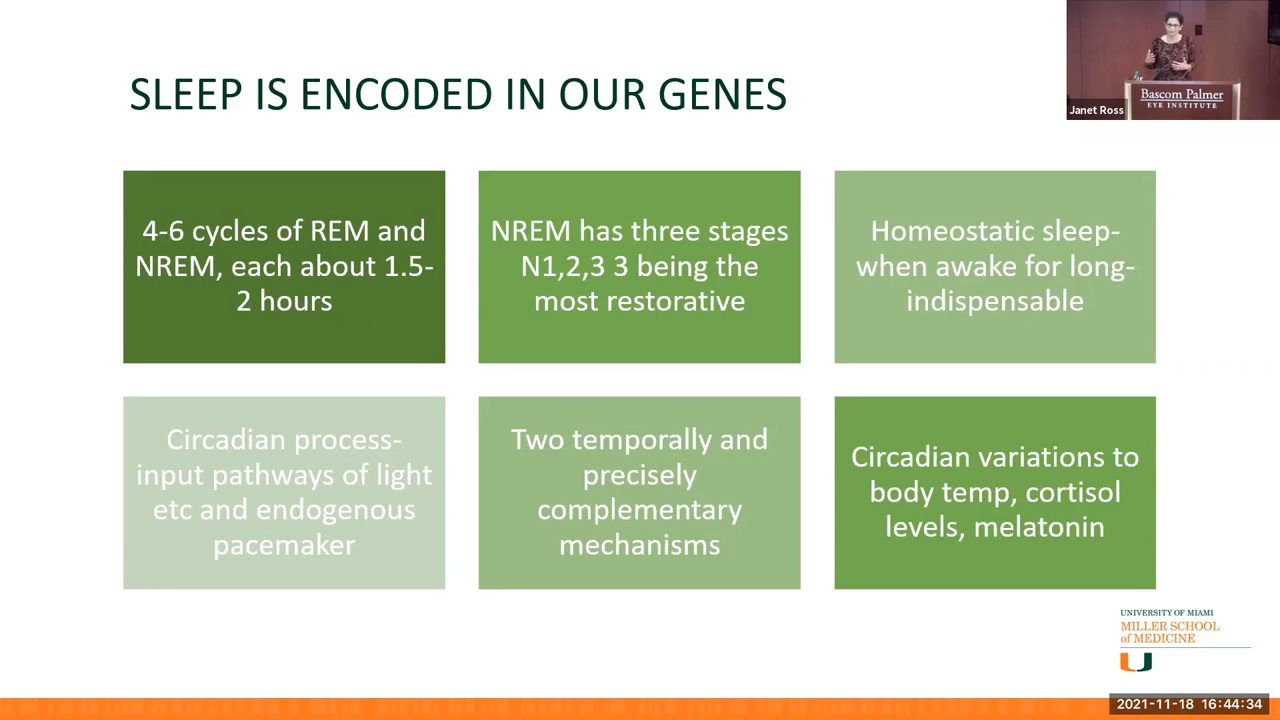 SLEEP IS ENCODED IN OUR GENES
Janet Ross
Bascom Palmer
EYE INSTITUTE
4-6 cycles of REM and
NREM, each about 1.5-
2 hours
NREM has three stages
N1,2,3 3 being the
most restorative
Homeostatic sleep-
when awake for long-
indispensable
Circadian process-
input pathways of light
etc and endogenous
pacemaker
Two temporally and
precisely
complementary
mechanisms
Circadian variations to
body temp, cortisol
levels, melatonin
UNIVERSITY OF MIAMI
MILLER SCHOOL
of MEDICINE
U
2021-11-18 16:44:34